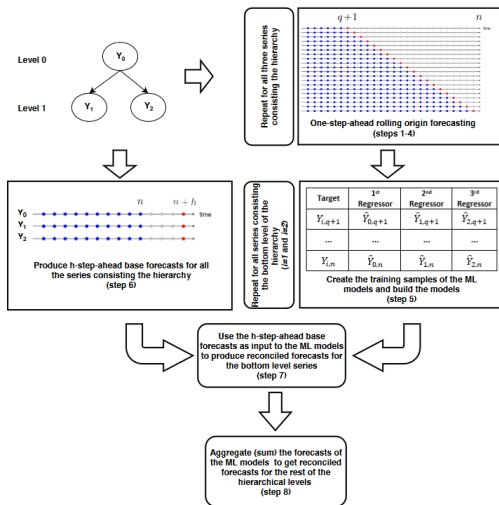 Level 0
Y0
Level 1
Y1
Y2
Repeat for all three series
consisting the hierarchy
q + 1
n
time
One-step-ahead rolling origin forecasting
(steps 1-4)
n
n + h
Y0
time
Y1
Y2
Produce h-step-ahead base forecasts for all
the series consisting the hierarchy
(step 6)
Repeat for all series consisting
the bottom level of the
hierarchy
(i=1 and i=2)
Target
1st
Regressor
2nd
Regressor
3rd
Regressor
Yi,q+1
Ŷ0,q+1
Ŷ1,q+1
Ŷ2,q+1
...
...
...
...
Yi,n
Ŷ0,n
Ŷ1,n
Ŷ2,n
Create the training samples of the ML
models and build the models
(step 5)
Use the h-step-ahead base
forecasts as input to the ML models
to produce reconciled forecasts for
the bottom level series
(step 7)
Aggregate (sum) the forecasts of
the ML models to get reconciled
forecasts for the rest of the
hierarchical levels
(step 8)